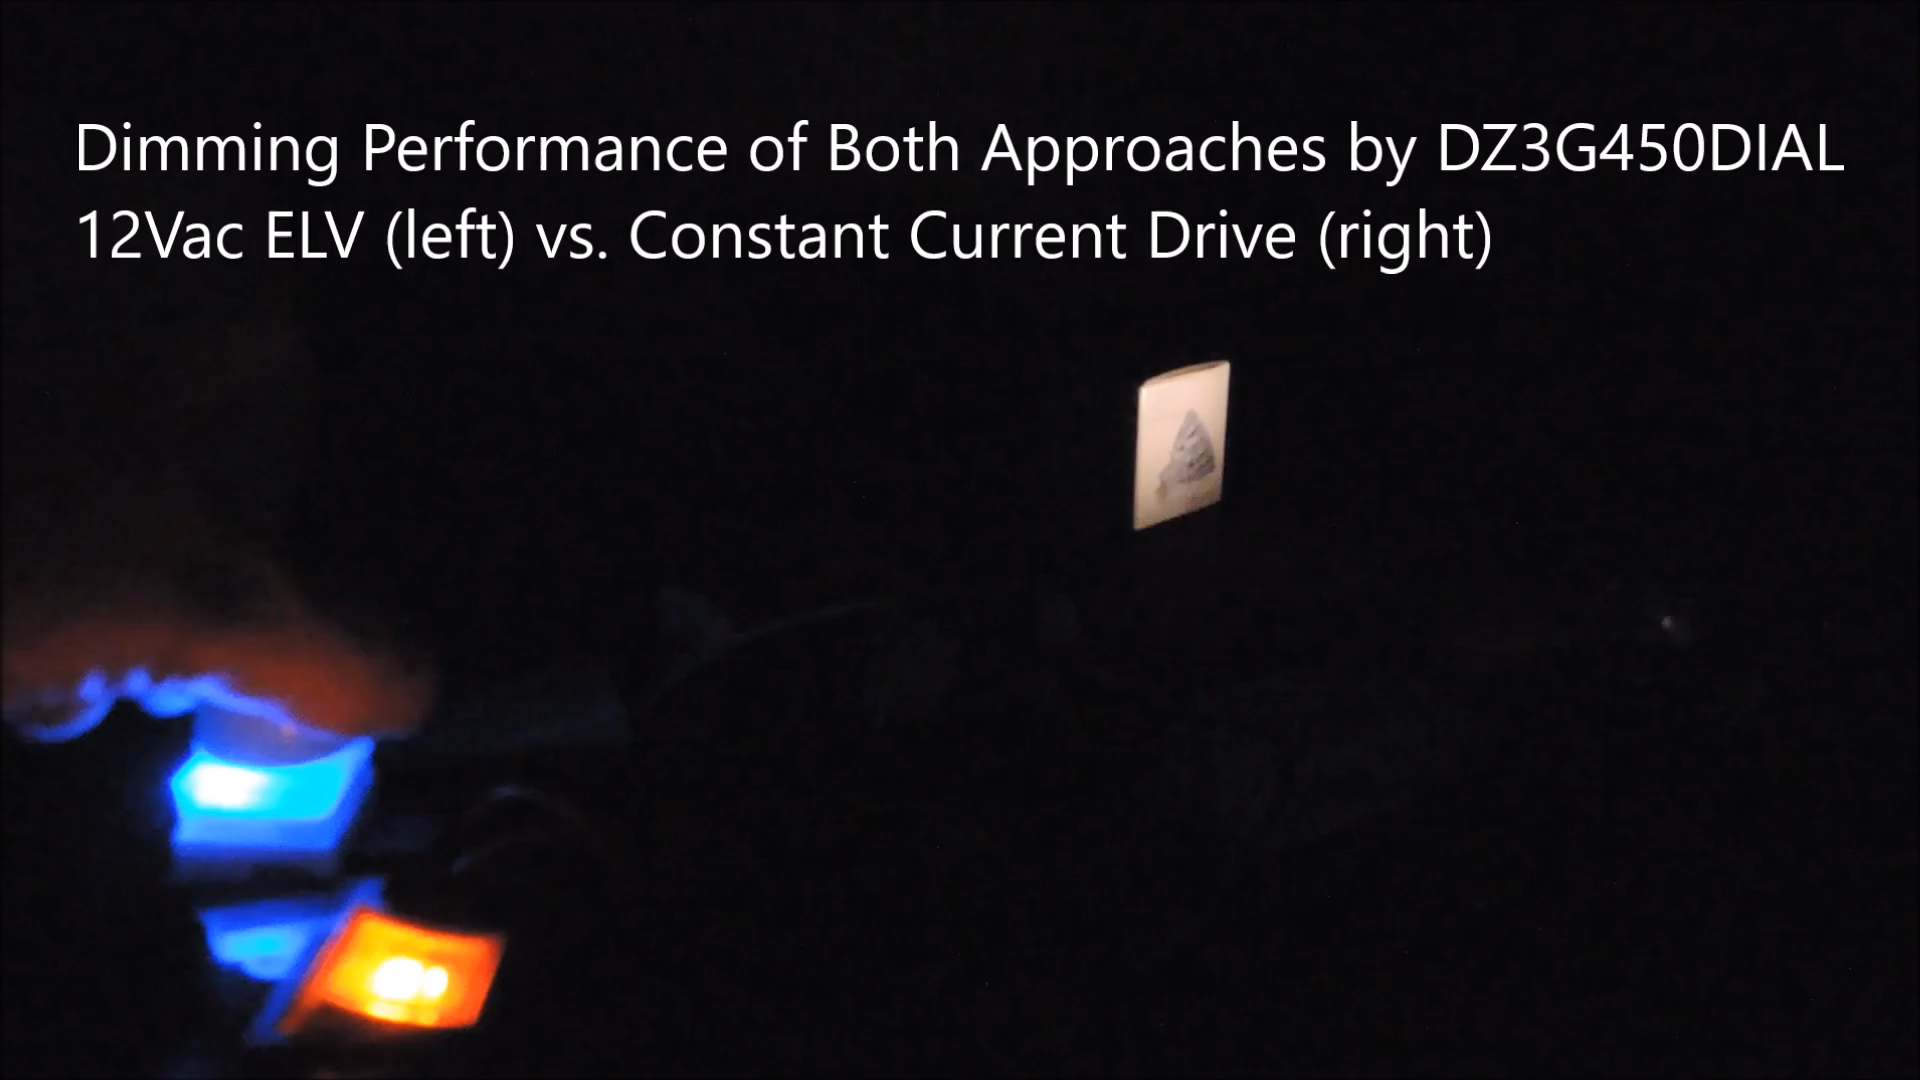 Dimming Performance of Both Approaches by DZ3G450DIAL
12Vac ELV (left) vs. Constant Current Drive (right)